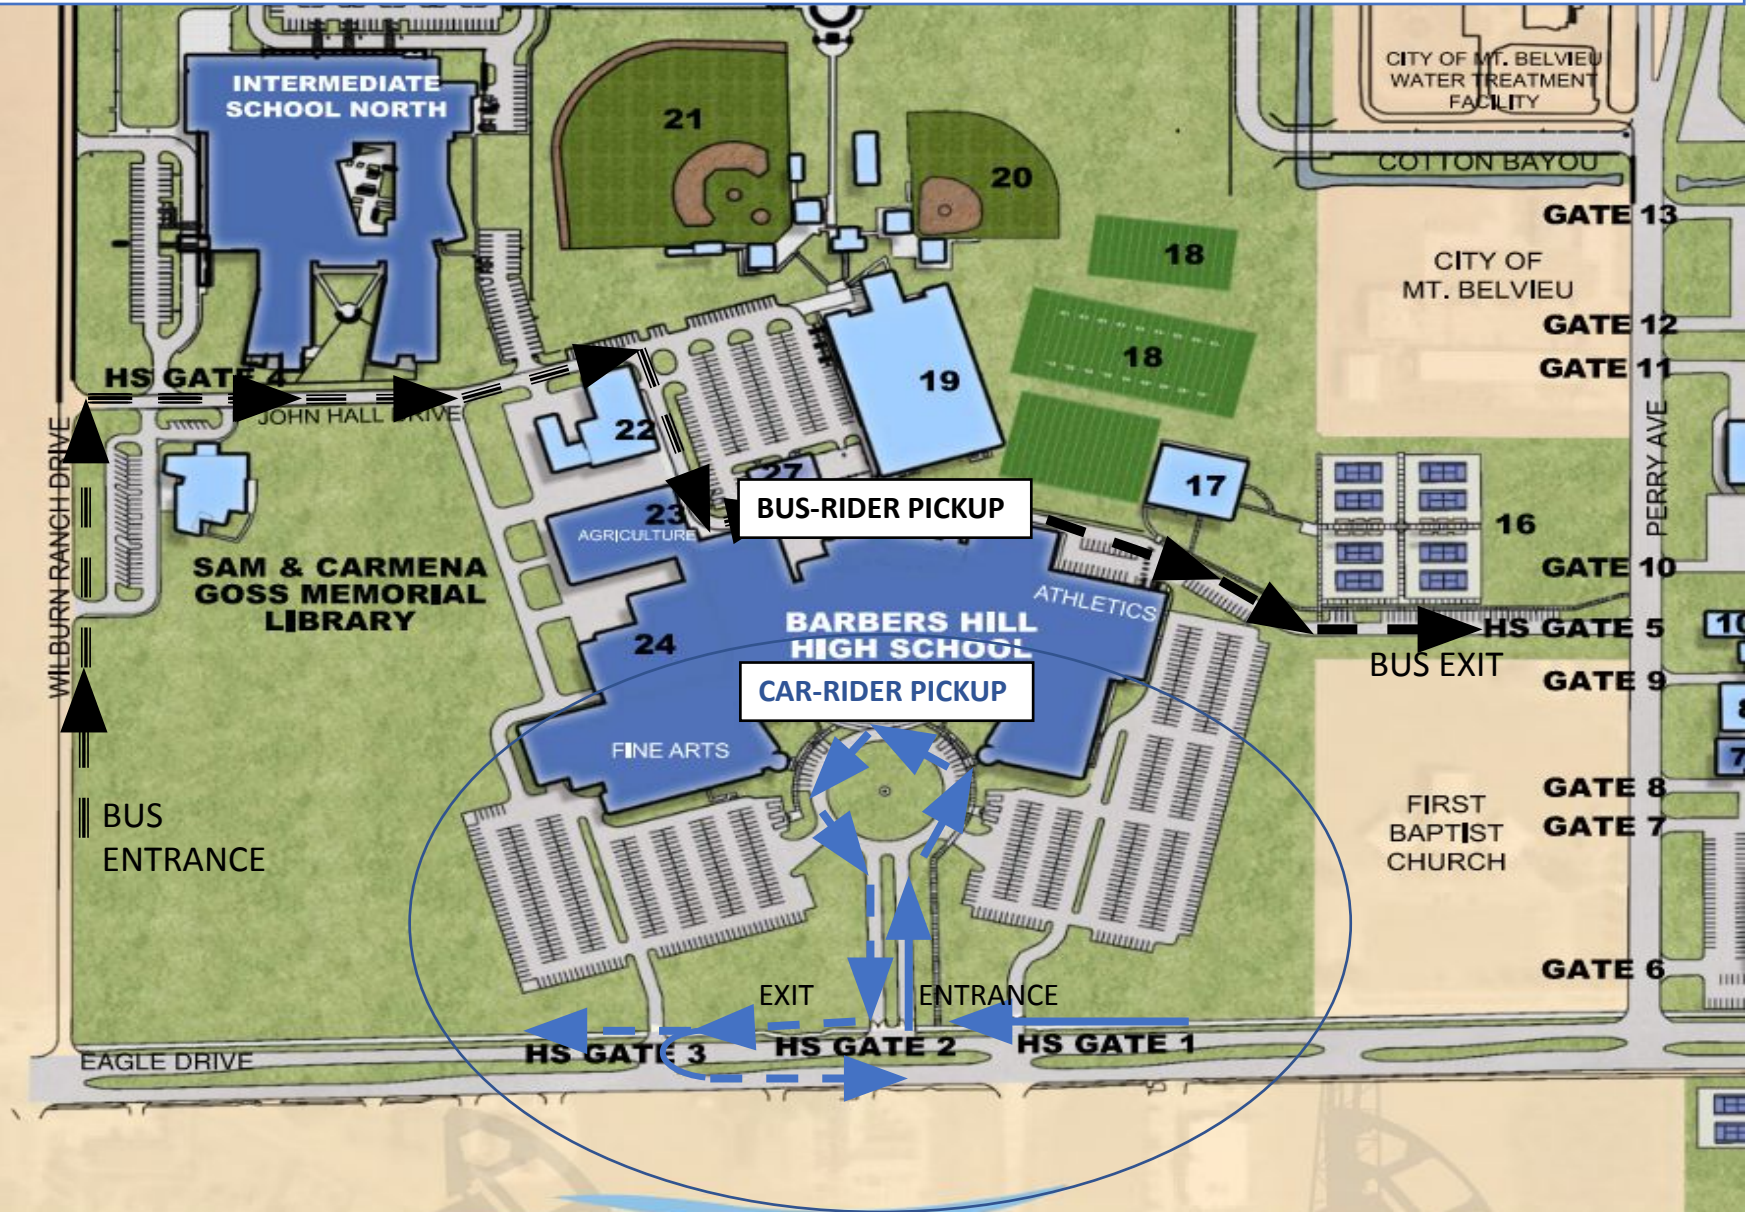 INTERMEDIATE
SCHOOL NORTH
21
20
CITY OF MT. BELVIEU
WATER TREATMENT
FACILITY
COTTON BAYOU
GATE 13
18
CITY OF
MT. BELVIEU
GATE 12
18
GATE 11
HS GATE 4
JOHN HALL DRIVE
19
22
27
17
WILBURN RANCH DRIVE
PERRY AVE
BUS-RIDER PICKUP
23
AGRICULTURE
16
SAM & CARMENA
GOSS MEMORIAL
LIBRARY
GATE 10
ATHLETICS
BARBERS HILL
HIGH SCHOOL
24
HS GATE 5
10
BUS EXIT
CAR-RIDER PICKUP
GATE 9
8
FINE ARTS
7
GATE 8
BUS
ENTRANCE
FIRST
BAPTIST
CHURCH
GATE 7
GATE 6
EXIT
ENTRANCE
HS GATE 3
HS GATE 2
HS GATE 1
EAGLE DRIVE